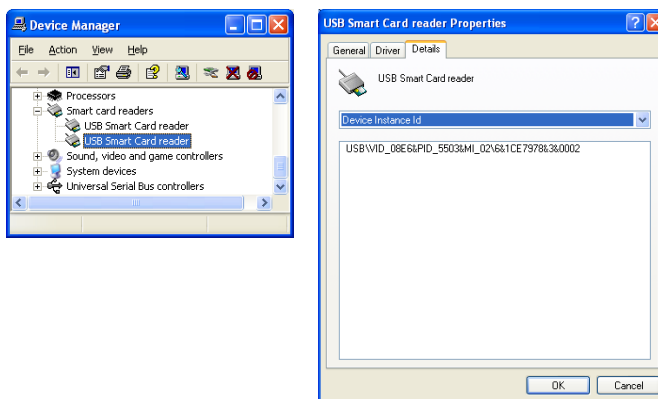 Device Manager
File Action View Help
Processors
Smart card readers
USB Smart Card reader
USB Smart Card reader
Sound, video and game controllers
System devices
Universal Serial Bus controllers
USB Smart Card reader Properties
General Driver Details
USB Smart Card reader
Device Instance Id
USB\VID_08E6&PID_5503&MI_02\6&1CE7978&3&0002
OK Cancel